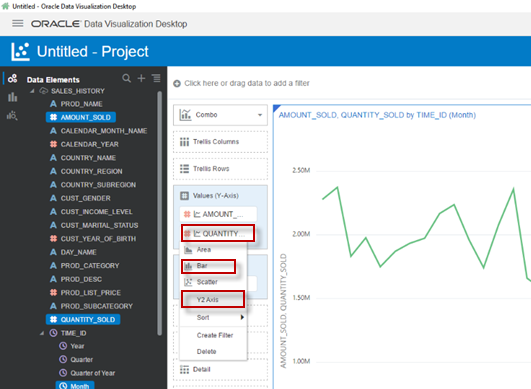 Untitled - Oracle Data Visualization Desktop
ORACLE® Data Visualization Desktop
Untitled - Project
Data Elements
SALES_HISTORY
PROD_NAME
AMOUNT_SOLD
CALENDAR_MONTH_NAME
CALENDAR_YEAR
COUNTRY_NAME
COUNTRY_REGION
COUNTRY_SUBREGION
CUST_GENDER
CUST_INCOME_LEVEL
CUST_MARITAL_STATUS
CUST_YEAR_OF_BIRTH
DAY_NAME
PROD_CATEGORY
PROD_DESC
PROD_LIST_PRICE
PROD_SUBCATEGORY
QUANTITY_SOLD
TIME_ID
Year
Quarter
Quarter of Year
Month
Click here or drag data to add a filter
Combo
Trellis Columns
Trellis Rows
Values (Y-Axis)
AMOUNT_...
QUANTITY
Area
Bar
Scatter
Y2 Axis
Sort
Create Filter
Delete
Detail
AMOUNT_SOLD, QUANTITY_SOLD by TIME_ID (Month)
2.50M
2.00M
1.50M
1.00M
AMOUNT_SOLD, QUANTITY_SOLD